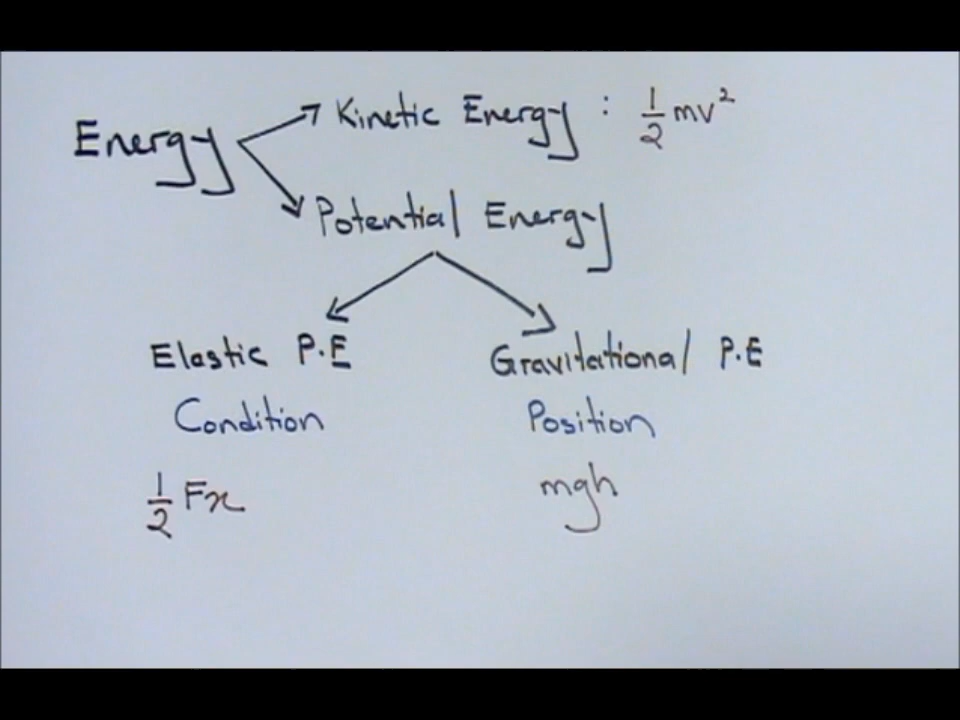 Energy
Kinetic Energy : 1/2 mv²
Potential Energy
Elastic P.E
Gravitational P.E
Condition
Position
1/2 Fx
mgh